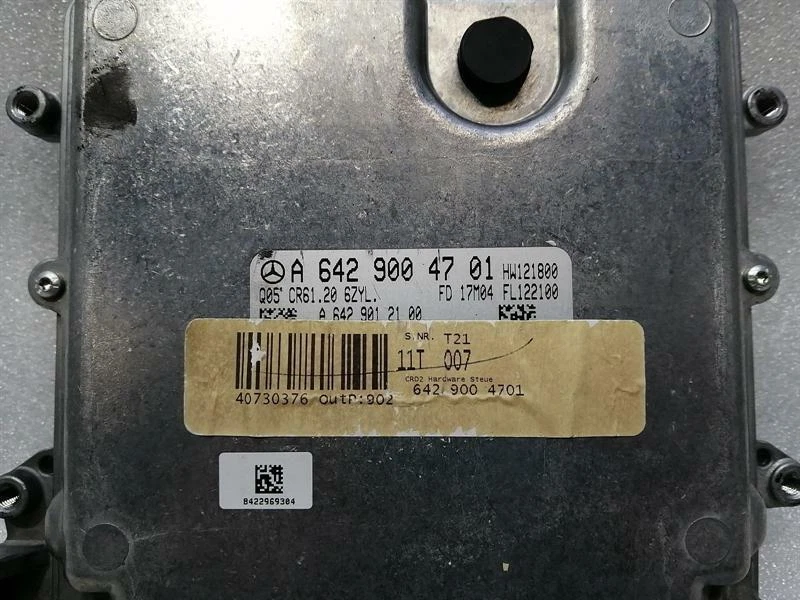 A 642 900 47 01 HW121800
Q05* CR61.20 6ZYL. FD 17M04 FL122100
A 642 901 21 00
S.NR. T21
11T 007
CRD2 Hardware Steue
40730376 OutP:902 642 900 4701
8422969304